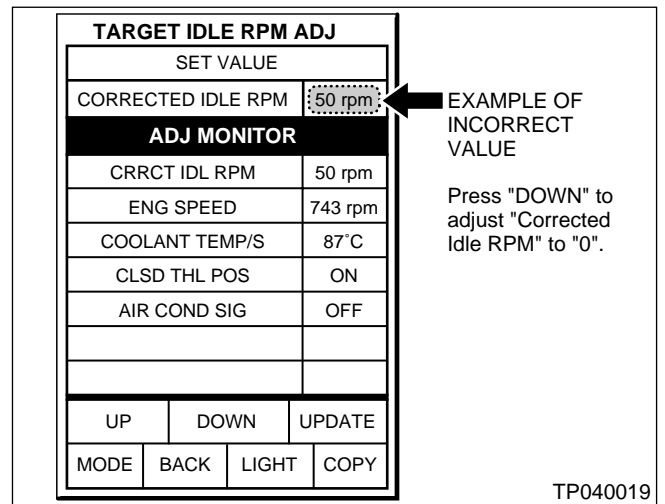 TARGET IDLE RPM ADJ
SET VALUE
CORRECTED IDLE RPM 50 rpm
EXAMPLE OF
INCORRECT
VALUE
Press "DOWN" to
adjust "Corrected
Idle RPM" to "0".
ADJ MONITOR
CRRCT IDL RPM 50 rpm
ENG SPEED 743 rpm
COOLANT TEMP/S 87˚C
CLSD THL POS ON
AIR COND SIG OFF
UP DOWN UPDATE
MODE BACK LIGHT COPY
TP040019